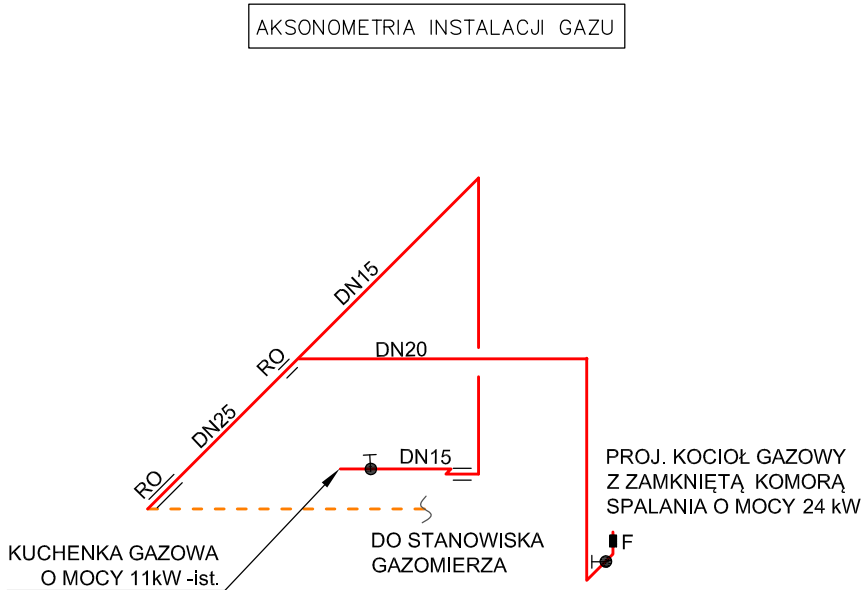 AKSONOMETRIA INSTALACJI GAZU
DN15
RO
DN20
DN25
DN15
RO
PROJ. KOCIOŁ GAZOWY
Z ZAMKNIĘTĄ KOMORĄ
SPALANIA O MOCY 24 kW
F
DO STANOWISKA
GAZOMIERZA
KUCHENKA GAZOWA
O MOCY 11kW -ist.